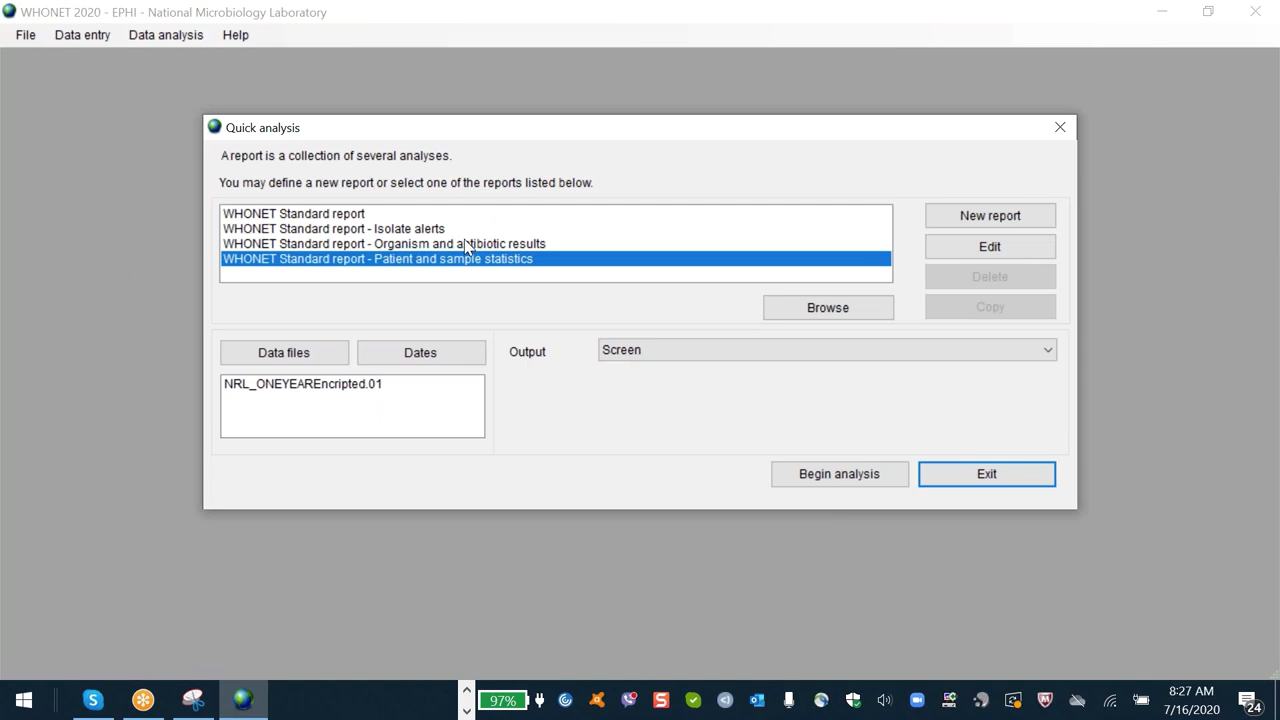 WHONET 2020 - EPHI - National Microbiology Laboratory
File Data entry Data analysis Help
Quick analysis
A report is a collection of several analyses.
You may define a new report or select one of the reports listed below.
WHONET Standard report
WHONET Standard report - Isolate alerts
WHONET Standard report - Organism and antibiotic results
WHONET Standard report - Patient and sample statistics
New report
Edit
Delete
Copy
Browse
Data files Dates Output Screen
NRL_ONEYEAREncripted.01
Begin analysis Exit
97%
8:27 AM
7/16/2020
24